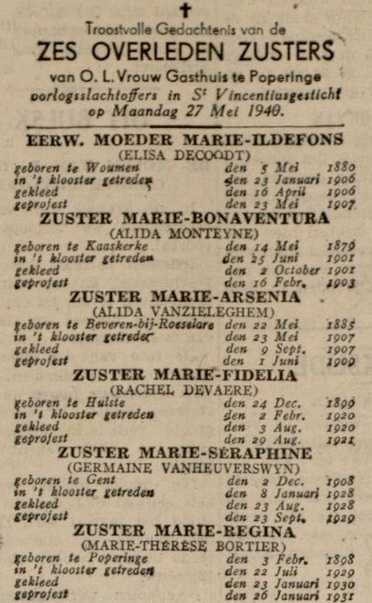 Troostvolle Gedachtenis van de
ZES OVERLEDEN ZUSTERS
van O. L. Vrouw Gasthuis te Poperinge
oorlogsslachtoffers in St Vincentiusgesticht
op Maandag 27 Mei 1940.
EERW. MOEDER MARIE-ILDEFONS
(ELISA DECOODT)
geboren te Woumen den 5 Mei 1880
in 't klooster getreden den 23 Januari 1906
gekleed den 16 April 1906
geprofest den 23 Mei 1907
ZUSTER MARIE-BONAVENTURA
(ALIDA MONTEYNE)
geboren te Kaaskerke den 14 Mei 1879
in 't klooster getreden den 25 Juni 1901
gekleed den 2 October 1901
geprofest den 16 Febr. 1903
ZUSTER MARIE-ARSENIA
(ALIDA VANZIELEGHEM)
geboren te Beveren-bij-Roeselare den 22 Mei 1885
in 't klooster getreden den 23 Mei 1907
gekleed den 9 Sept. 1907
geprofest den 1 Juni 1909
ZUSTER MARIE-FIDELIA
(RACHEL DEVAERE)
geboren te Hulste den 24 Dec. 1899
in 't klooster getreden den 2 Febr. 1920
gekleed den 3 Aug. 1920
geprofest den 29 Aug. 1921
ZUSTER MARIE-SÉRAPHINE
(GERMAINE VANHEUVERSWYN)
geboren te Gent den 2 Dec. 1908
in 't klooster getreden den 8 Januari 1928
gekleed den 23 Aug. 1928
geprofest den 23 Sept. 1929
ZUSTER MARIE-REGINA
(MARIE-THÉRÈSE BORTIER)
geboren te Poperinge den 3 Febr. 1898
in 't klooster getreden den 22 Juli 1929
gekleed den 23 Januari 1930
geprofest den 26 Januari 1931